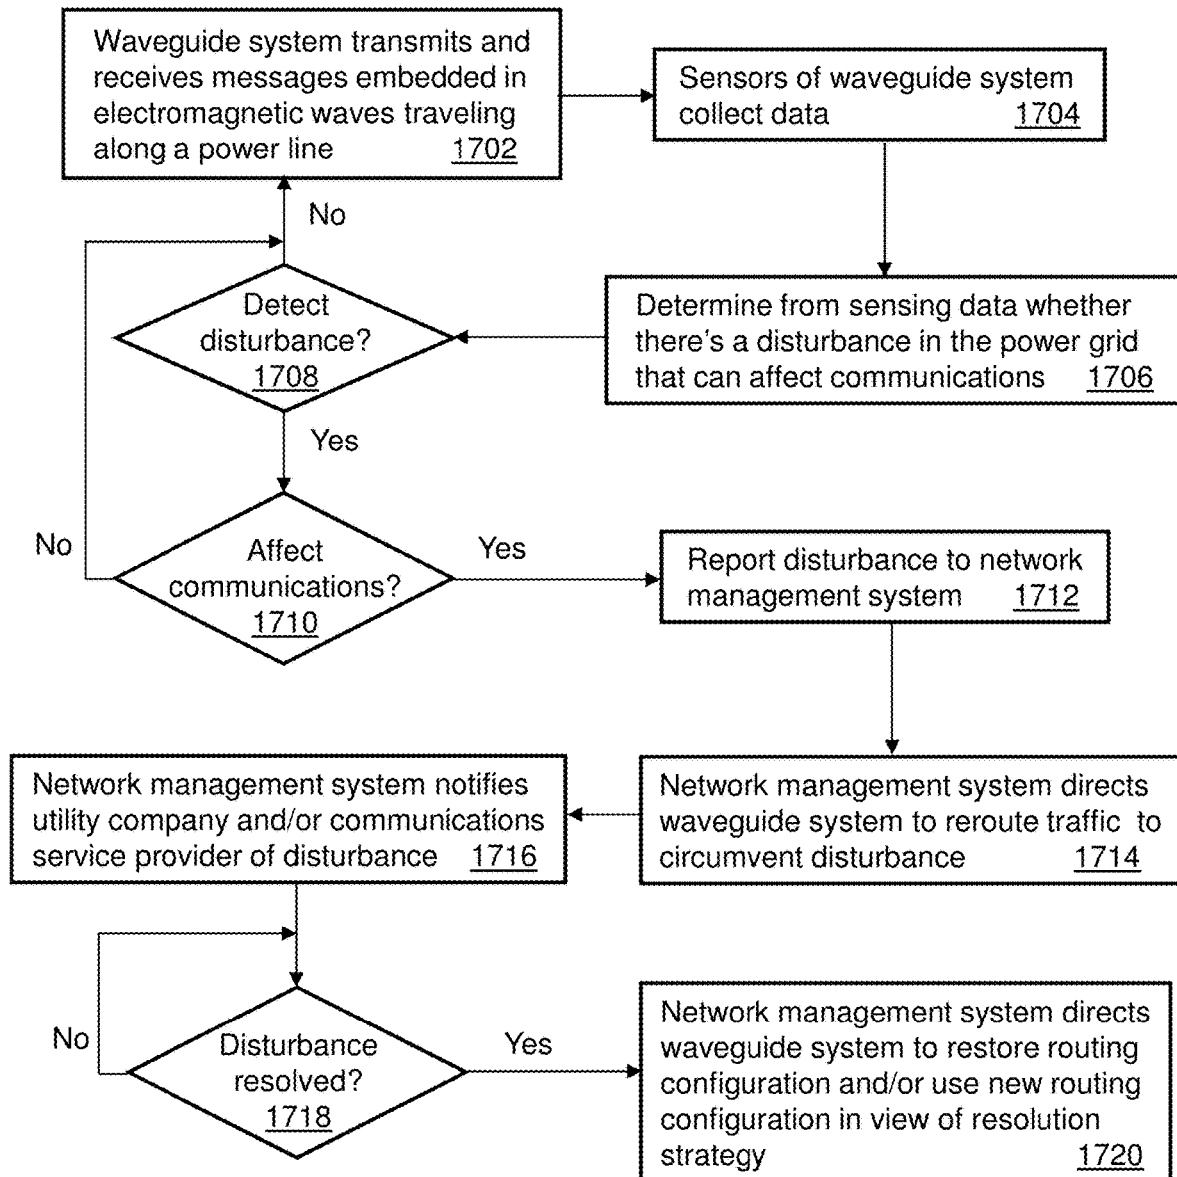 Waveguide system transmits and
receives messages embedded in
electromagnetic waves traveling
along a power line 1702
Sensors of waveguide system
collect data 1704
No
Detect
disturbance?
1708
Determine from sensing data whether
there's a disturbance in the power grid
that can affect communications 1706
Yes
No
Affect
communications?
1710
Yes
Report disturbance to network
management system 1712
Network management system notifies
utility company and/or communications
service provider of disturbance 1716
Network management system directs
waveguide system to reroute traffic to
circumvent disturbance 1714
No
Disturbance
resolved?
1718
Yes
Network management system directs
waveguide system to restore routing
configuration and/or use new routing
configuration in view of resolution
strategy 1720